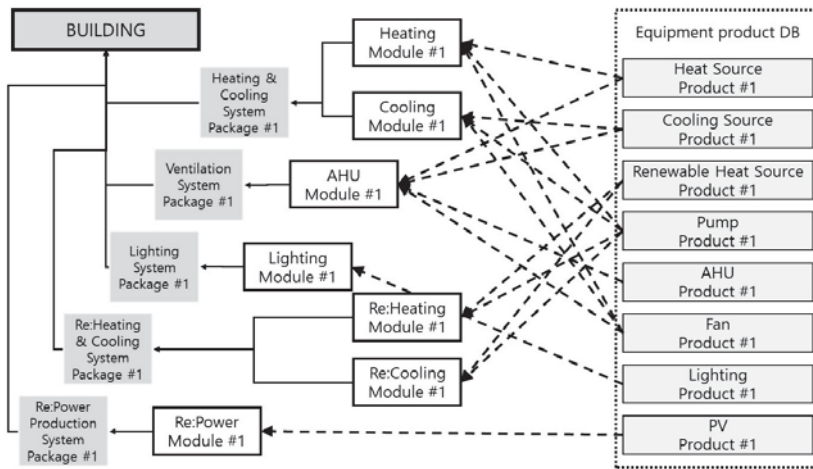 BUILDING
Heating &
Cooling
System
Package #1
Ventilation
System
Package #1
Lighting
System
Package #1
Re:Heating
& Cooling
System
Package #1
Re:Power
Production
System
Package #1
Heating
Module #1
Cooling
Module #1
AHU
Module #1
Lighting
Module #1
Re:Heating
Module #1
Re:Cooling
Module #1
Re:Power
Module #1
Equipment product DB
Heat Source
Product #1
Cooling Source
Product #1
Renewable Heat Source
Product #1
Pump
Product #1
AHU
Product #1
Fan
Product #1
Lighting
Product #1
PV
Product #1